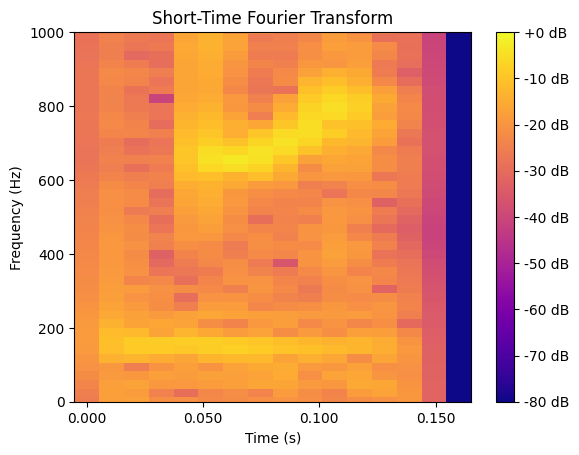 Short-Time Fourier Transform
Frequency (Hz)
1000
800
600
400
200
0
0.000
0.050
0.100
0.150
Time (s)
+0 dB
-10 dB
-20 dB
-30 dB
-40 dB
-50 dB
-60 dB
-70 dB
-80 dB